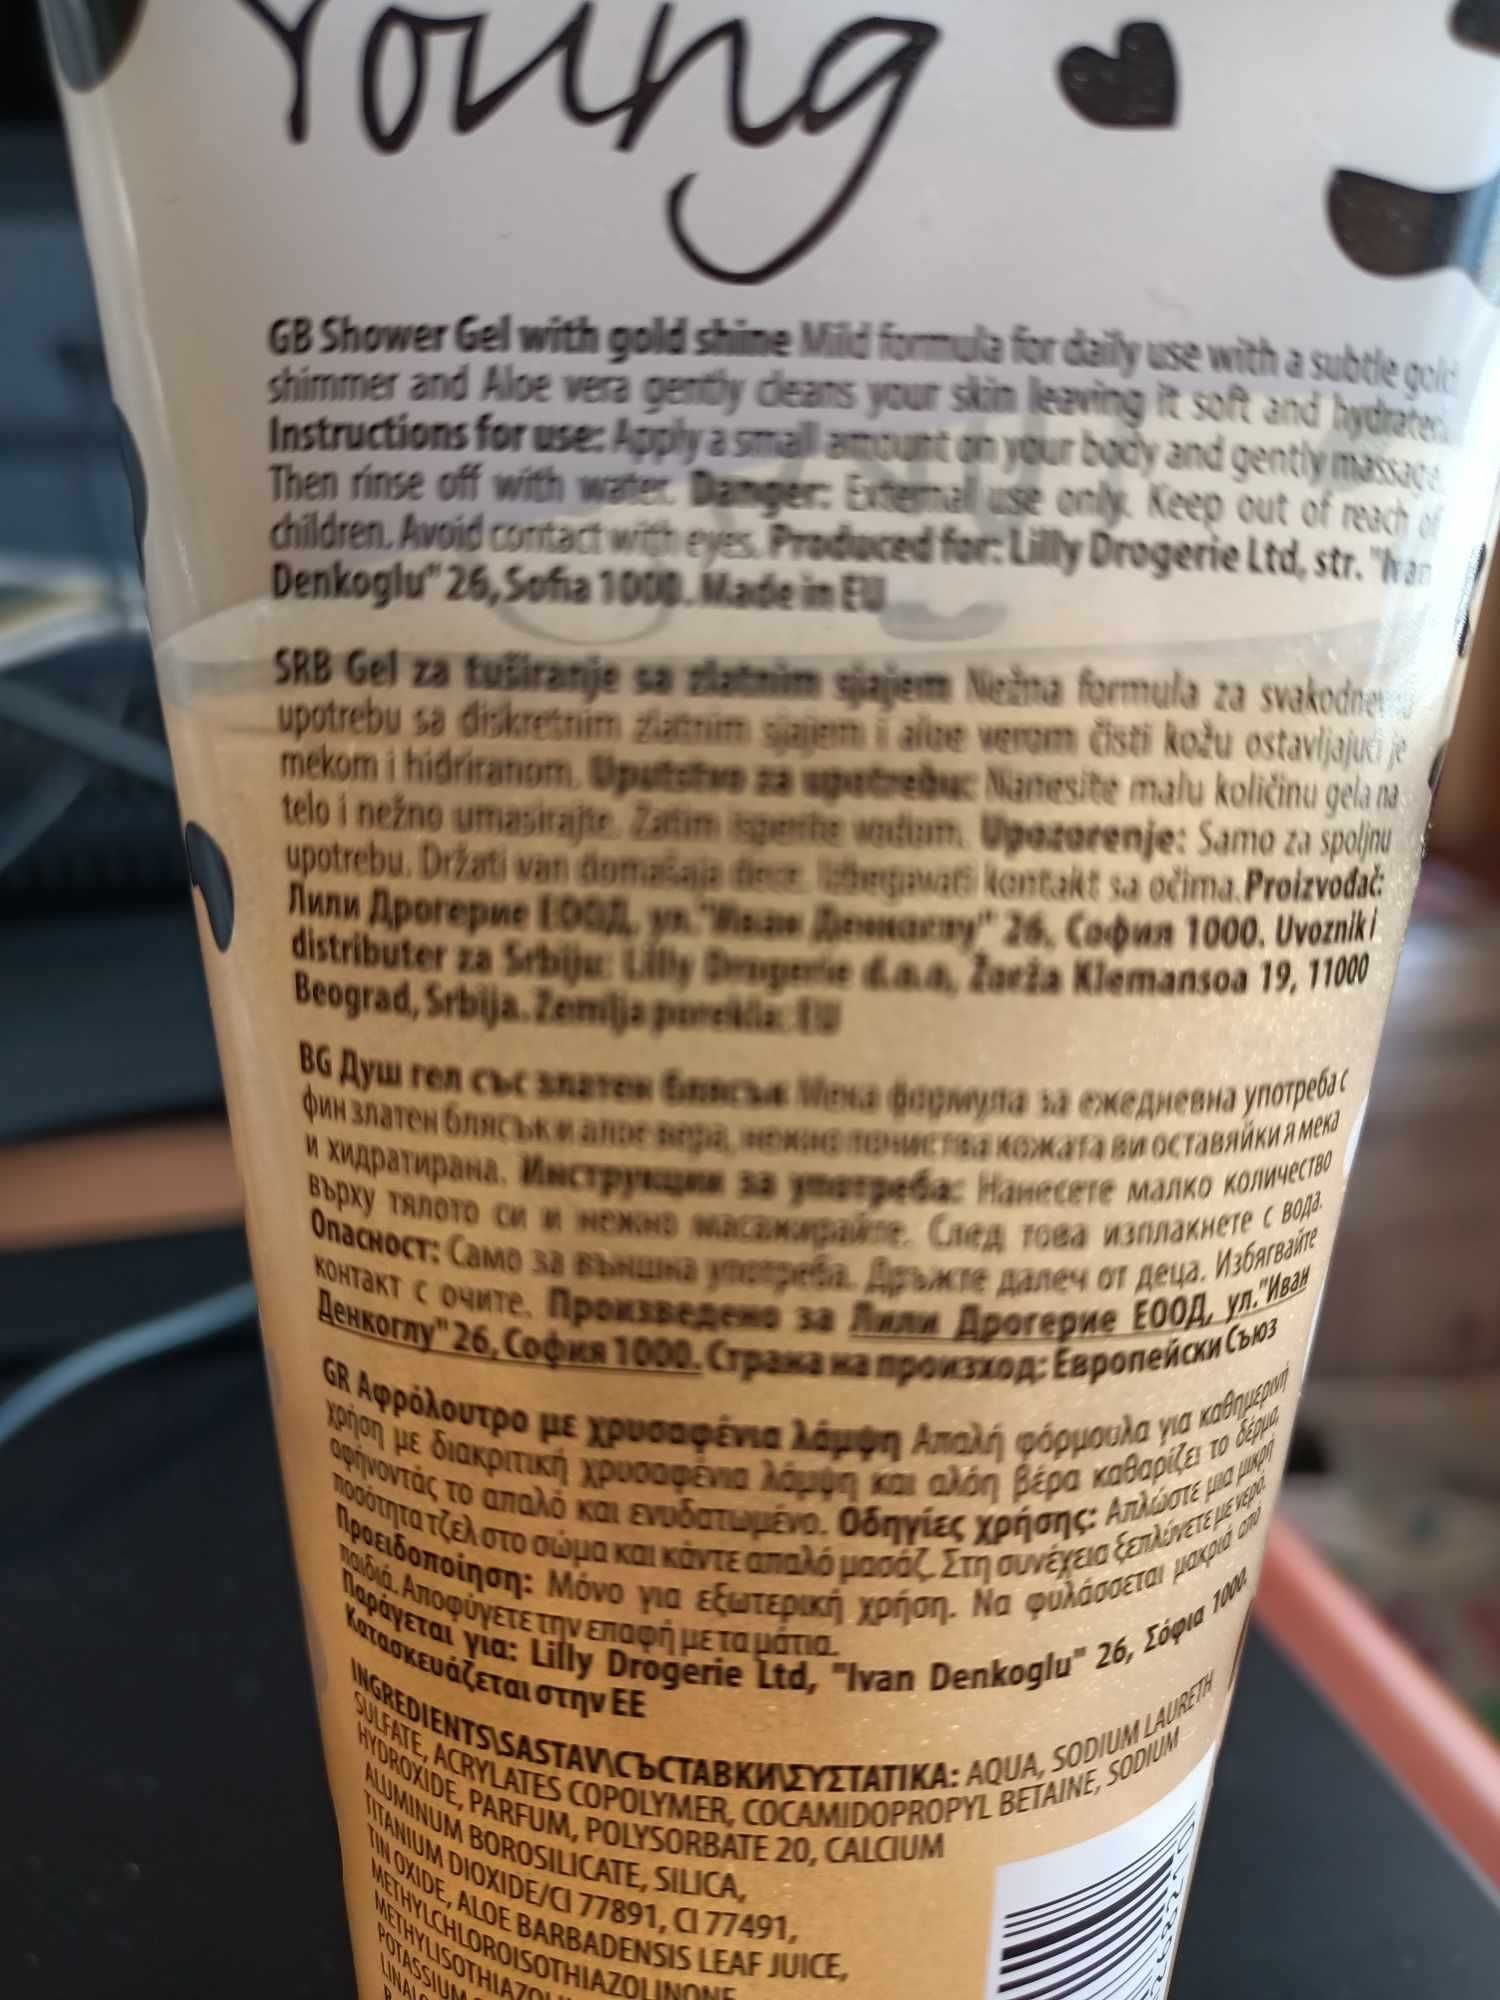 Young
GB Shower Gel with gold shine Mild formula for daily use with a subtle gold
shimmer and Aloe vera gently cleans your skin leaving it soft and
Instructions for use: Apply a small amount on your body and gently massage.
Then rinse off with water. Danger: External use only. Keep out of reach of
children. Avoid contact with eyes. Produced for: Lilly Drogerie Ltd, str. "Ivan
Denkoglu" 26, Sofia 1000. Made in EU
SRB Gel za tuširanje sa zlatnim sjajem Nežna formula za
upotrebu sa diskretnim zlatnim sjajem i aloe verom čisti kožu ostavljajući je
mekom i hidriranom. Uputstvo za upotrebu: Nanesite malu količinu gela na
telo i nežno umasirajte. Zatim isperite vodom. Upozorenje: Samo za spoljnu
upotrebu. Držati van domašaja dece. Izbegavati kontakt sa očima. Proizvođač:
Лили Дрогерие ЕООД, ул. "Иван Денкоглу" 26, София 1000. Uvoznik i
distributer za Srbiju: Lilly Drogerie d.o.o, Žorža Klemansoa 19, 11000
Beograd, Srbija. Zemlja porekla: EU
BG Душ гел със златен блясък Мека формула за ежедневна употреба с
фин златен блясък и алое вера, нежно почиства кожата ви оставяйки я мека
и хидратирана. Инструкции за употреба: Нанесете малко количество
върху тялото си и нежно масажирайте. След това изплакнете с вода.
Опасност: Само за външна употреба. Дръжте далеч от деца. Избягвайте
контакт с очите. Произведено за Лили Дрогерие ЕООД, ул."Иван
Денкоглу" 26, София 1000. Страна на произход: Европейски Съюз
GR Αφρόλουτρο με χρυσαφένια λάμψη Απαλή φόρμουλα για καθημερινή
χρήση με διακριτική χρυσαφένια λάμψη και αλόη βέρα καθαρίζει το δέρμα,
αφήνοντάς το απαλό και ενυδατωμένο. Οδηγίες χρήσης: Απλώστε μια μικρή
ποσότητα τζελ στο σώμα και κάντε απαλό μασάζ. Στη συνέχεια ξεπλύνετε με νερό.
Προειδοποίηση: Μόνο για εξωτερική χρήση. Να φυλάσσεται μακριά από
παιδιά. Αποφύγετε την επαφή με τα μάτια.
Παράγεται για: Lilly Drogerie Ltd, "Ivan Denkoglu" 26, Σόφια 1000.
Κατασκευάζεται στην ΕΕ
INGREDIENTS\SASTAV\СЪСТАВКИ\ΣΥΣΤΑΤΙΚΑ: AQUA, SODIUM LAURETH
SULFATE, ACRYLATES COPOLYMER, COCAMIDOPROPYL BETAINE, SODIUM
HYDROXIDE, PARFUM, POLYSORBATE 20, CALCIUM
ALUMINUM BOROSILICATE, SILICA,
TITANIUM DIOXIDE/CI 77891, CI 77491,
TIN OXIDE, ALOE BARBADENSIS LEAF JUICE,
METHYLCHLOROISOTHIAZOLINONE
POTASSIUM